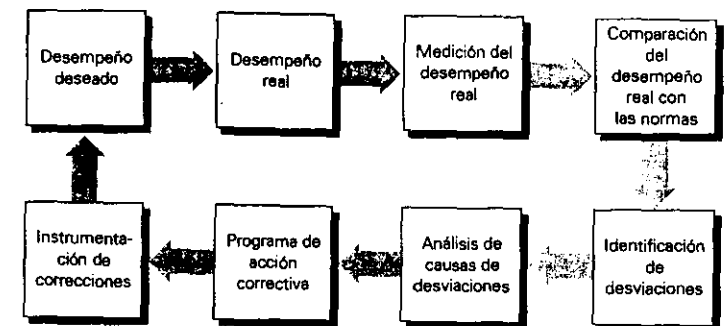 Desempeño
deseado
Desempeño
real
Medición del
desempeño
real
Comparación
del
desempeño
real con
las normas
Instrumenta-
ción de
correcciones
Programa de
acción
correctiva
Análisis de
causas de
desviaciones
Identificación
de
desviaciones